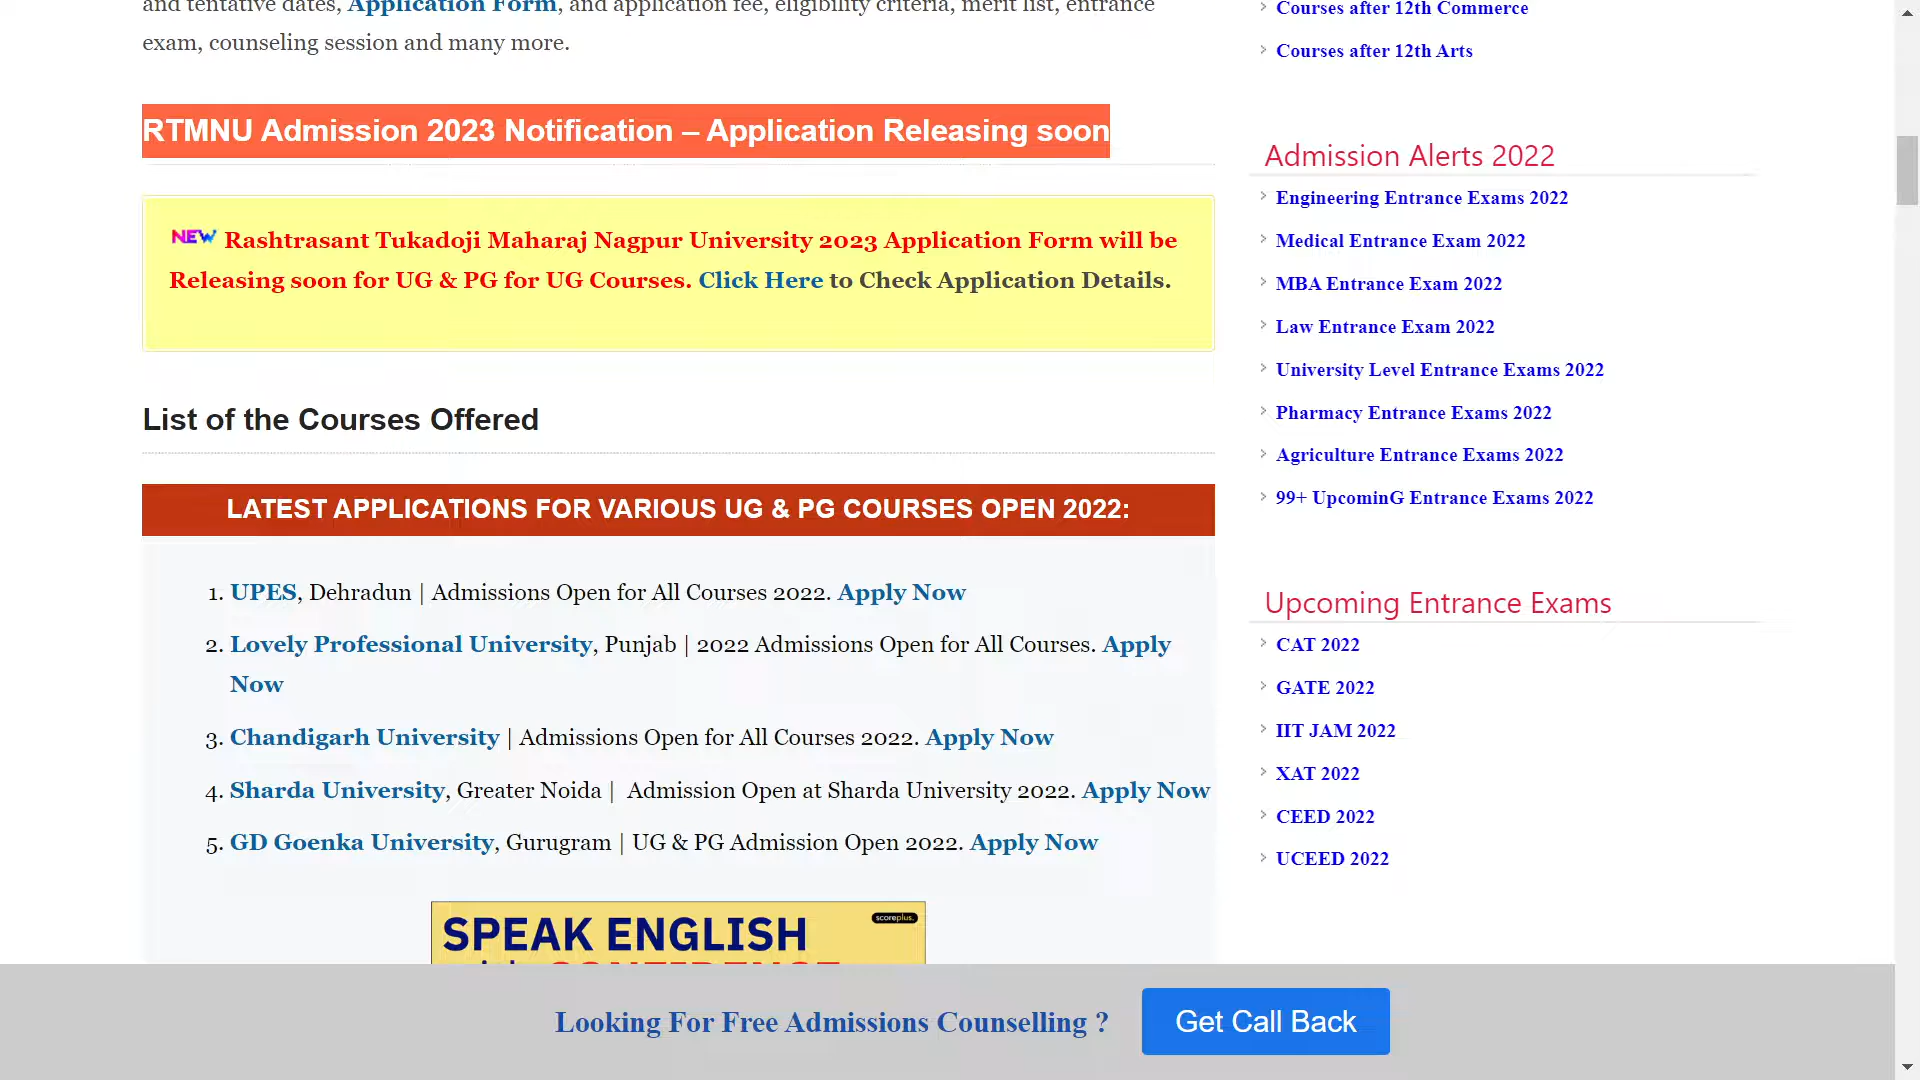 and tentative dates, Application Form, and application fee, eligibility criteria, merit list, entrance
exam, counseling session and many more.
RTMNU Admission 2023 Notification – Application Releasing soon
NEW Rashtrasant Tukadoji Maharaj Nagpur University 2023 Application Form will be
Releasing soon for UG & PG for UG Courses. Click Here to Check Application Details.
List of the Courses Offered
LATEST APPLICATIONS FOR VARIOUS UG & PG COURSES OPEN 2022:
1. UPES, Dehradun | Admissions Open for All Courses 2022. Apply Now
2. Lovely Professional University, Punjab | 2022 Admissions Open for All Courses. Apply
Now
3. Chandigarh University | Admissions Open for All Courses 2022. Apply Now
4. Sharda University, Greater Noida | Admission Open at Sharda University 2022. Apply Now
5. GD Goenka University, Gurugram | UG & PG Admission Open 2022. Apply Now
SPEAK ENGLISH
scoreplus.
Courses after 12th Commerce
Courses after 12th Arts
Admission Alerts 2022
Engineering Entrance Exams 2022
Medical Entrance Exam 2022
MBA Entrance Exam 2022
Law Entrance Exam 2022
University Level Entrance Exams 2022
Pharmacy Entrance Exams 2022
Agriculture Entrance Exams 2022
99+ UpcominG Entrance Exams 2022
Upcoming Entrance Exams
CAT 2022
GATE 2022
IIT JAM 2022
XAT 2022
CEED 2022
UCEED 2022
Looking For Free Admissions Counselling ?
Get Call Back